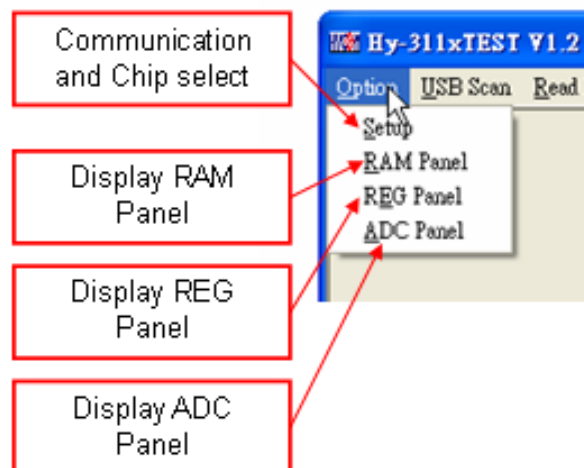 Communication
and Chip select
Display RAM
Panel
Display REG
Panel
Display ADC
Panel
Hy-311xTEST V1.2
Option USB Scan Read
Setup
RAM Panel
REG Panel
ADC Panel